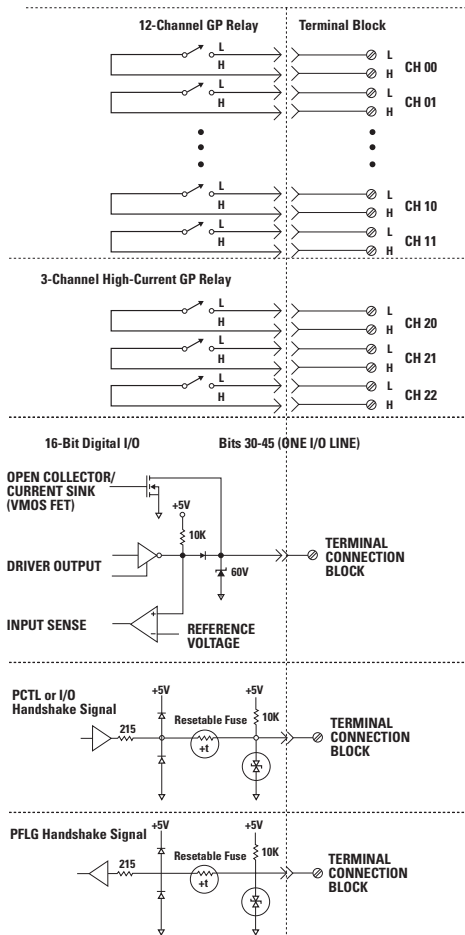 12-Channel GP Relay Terminal Block
L L
H H CH 00
L L
H H CH 01
L L
H H CH 10
L L
H H CH 11
3-Channel High-Current GP Relay
L L
H H CH 20
L L
H H CH 21
L L
H H CH 22
16-Bit Digital I/O Bits 30-45 (ONE I/O LINE)
OPEN COLLECTOR/
CURRENT SINK
(VMOS FET)
+5V
10K
DRIVER OUTPUT
60V
TERMINAL
CONNECTION
BLOCK
INPUT SENSE
REFERENCE
VOLTAGE
PCTL or I/O
Handshake Signal
+5V +5V
215
Resetable Fuse
10K
+t
TERMINAL
CONNECTION
BLOCK
PFLG Handshake Signal
+5V +5V
215
Resetable Fuse
10K
+t
TERMINAL
CONNECTION
BLOCK